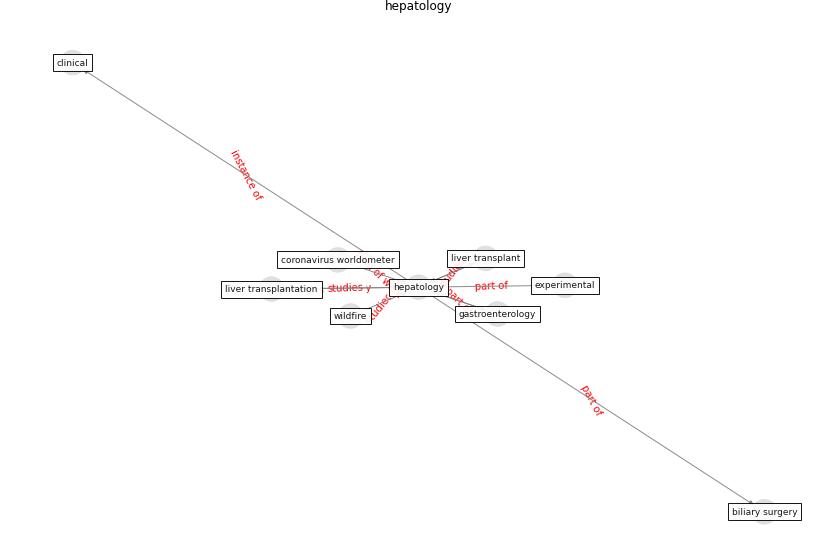 hepatology
clinical
instance of
coronavirus worldometer
liver transplant
liver transplantation
studies y
hepatology
part of
experimental
wildfire
part
gastroenterology
part of
biliary surgery